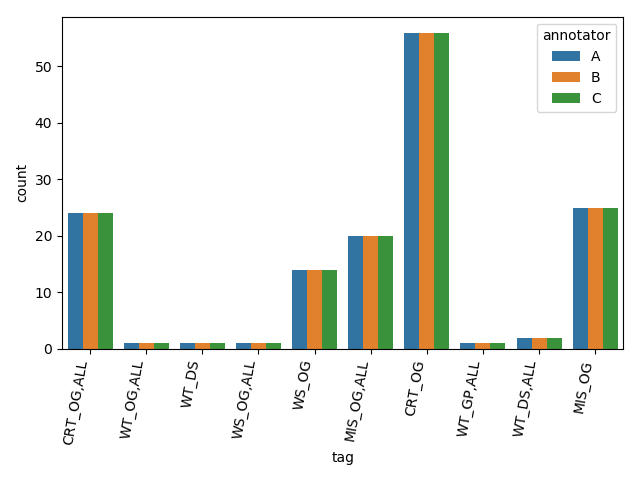 annotator
A
B
C
count
50
40
30
20
10
0
CRT_OG,ALL
WT_OG,ALL
WT_DS
WS_OG,ALL
WS_OG
MIS_OG,ALL
CRT_OG
WT_GP,ALL
WT_DS,ALL
MIS_OG
tag